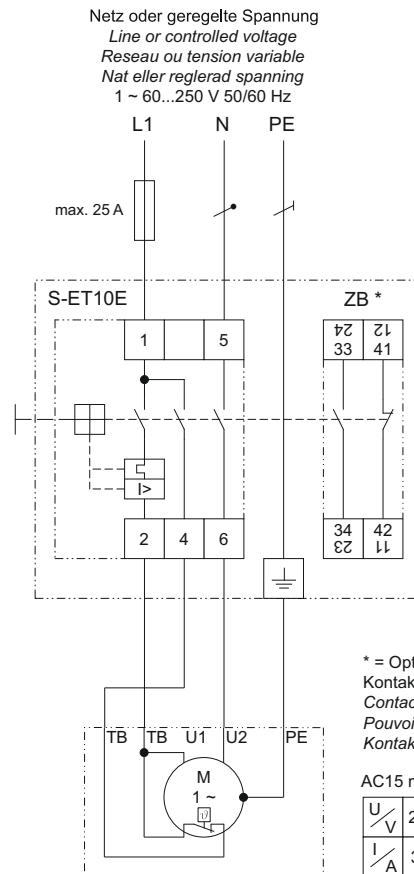 Netz oder geregelte Spannung
Line or controlled voltage
Reseau ou tension variable
Nat eller reglerad spanning
1 ~ 60...250 V 50/60 Hz
L1 N PE
max. 25 A
S-ET10E ZB *
1 5 24 12
33 41
I>
2 4 6 34 42
23 11
* = Opt
Kontak
Contac
Pouvoi
Kontak
TB TB U1 U2 PE
M
1 ~
ϑ
AC15 n
U/V 2
I/A 3